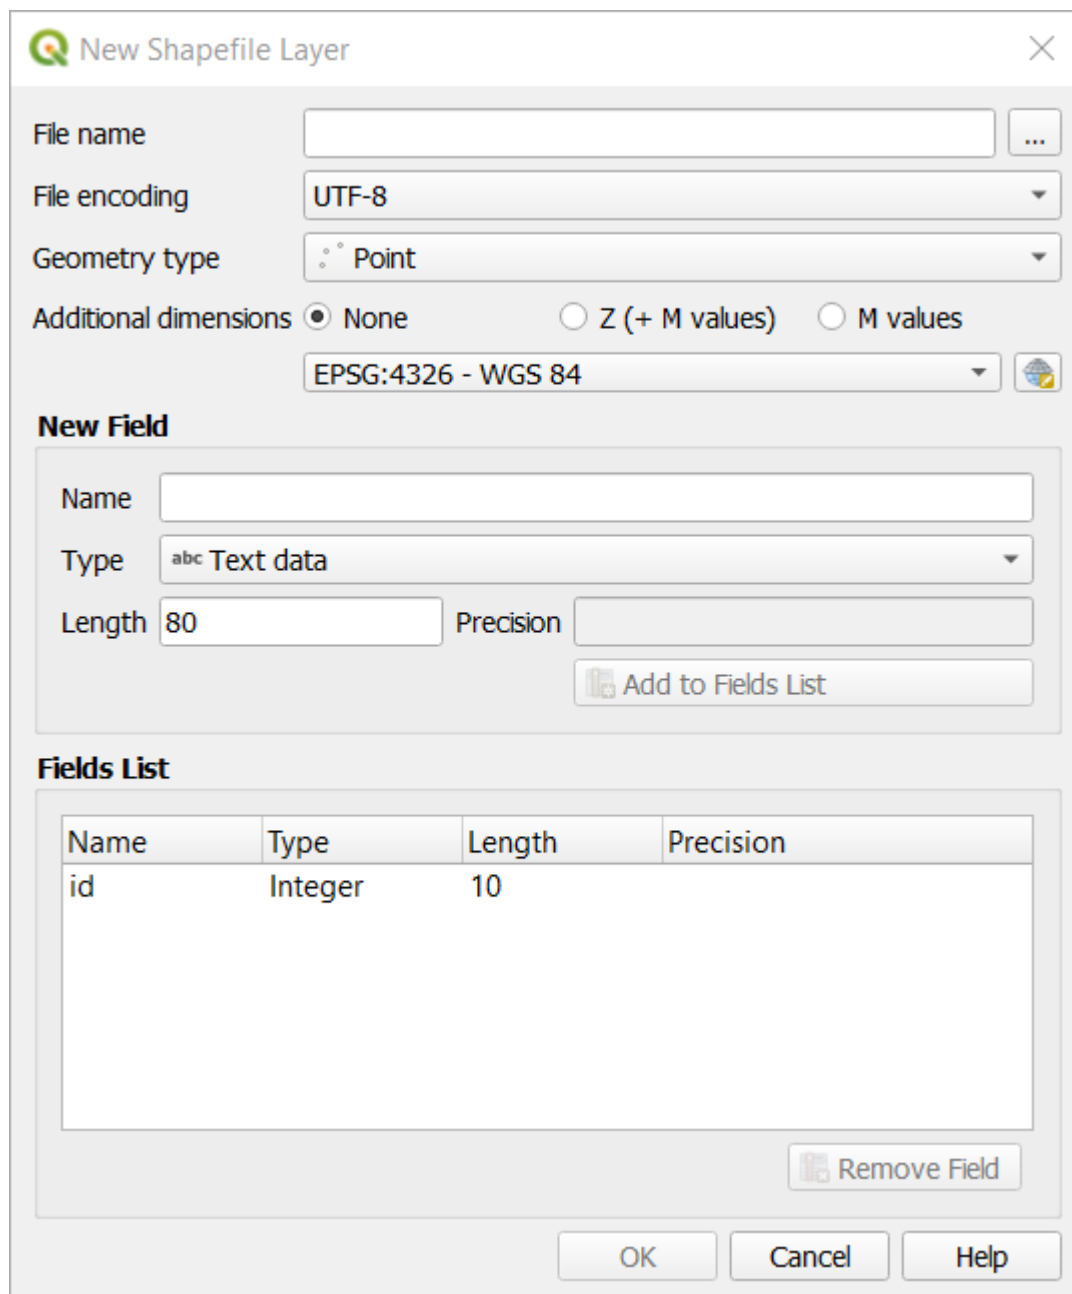 New Shapefile Layer
File name ...
File encoding UTF-8
Geometry type Point
Additional dimensions None Z (+ M values) M values
EPSG:4326 - WGS 84
New Field
Name
Type abc Text data
Length 80 Precision
Add to Fields List
Fields List
Name Type Length Precision
id Integer 10
Remove Field
OK Cancel Help